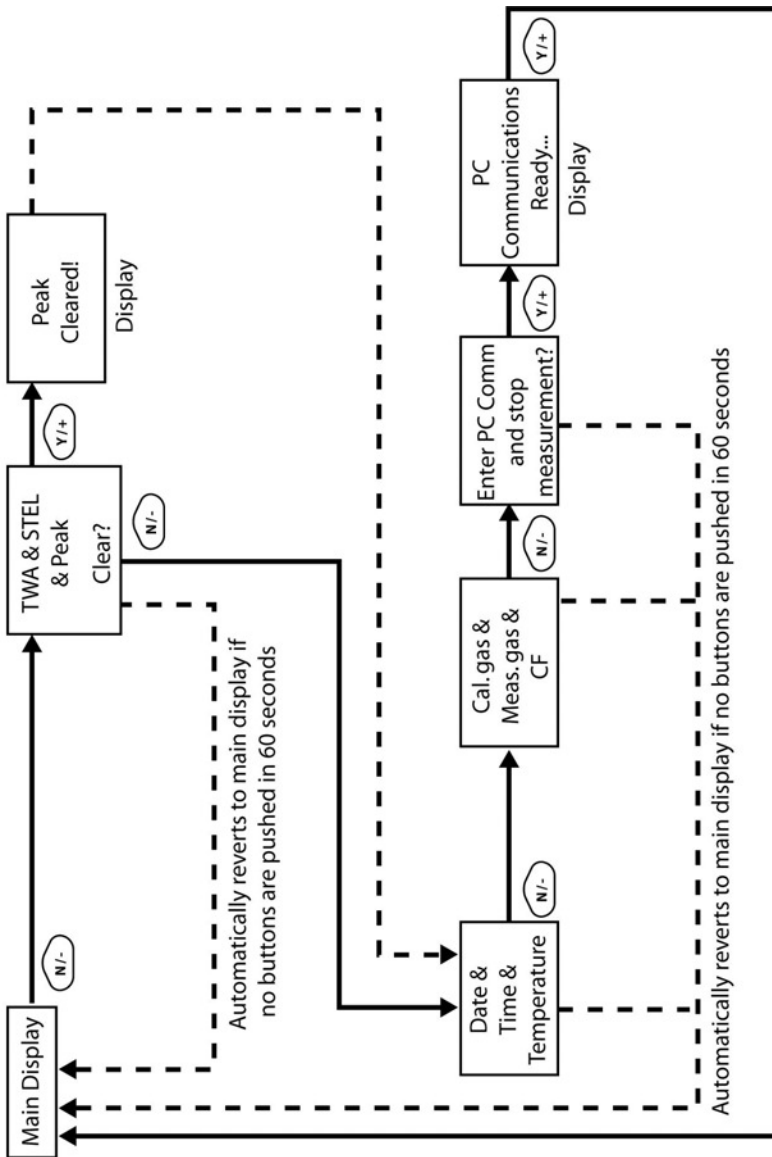 Main Display
N/-
TWA & STEL
& Peak
Clear?
Y/+
N/-
Peak
Cleared!
Display
Automatically reverts to main display if
no buttons are pushed in 60 seconds
Date &
Time &
Temperature
N/-
Cal. gas &
Meas. gas &
CF
N/-
Enter PC Comm
and stop
measurement?
Y/+
PC
Communications
Ready...
Display
Y/+
Automatically reverts to main display if no buttons are pushed in 60 seconds